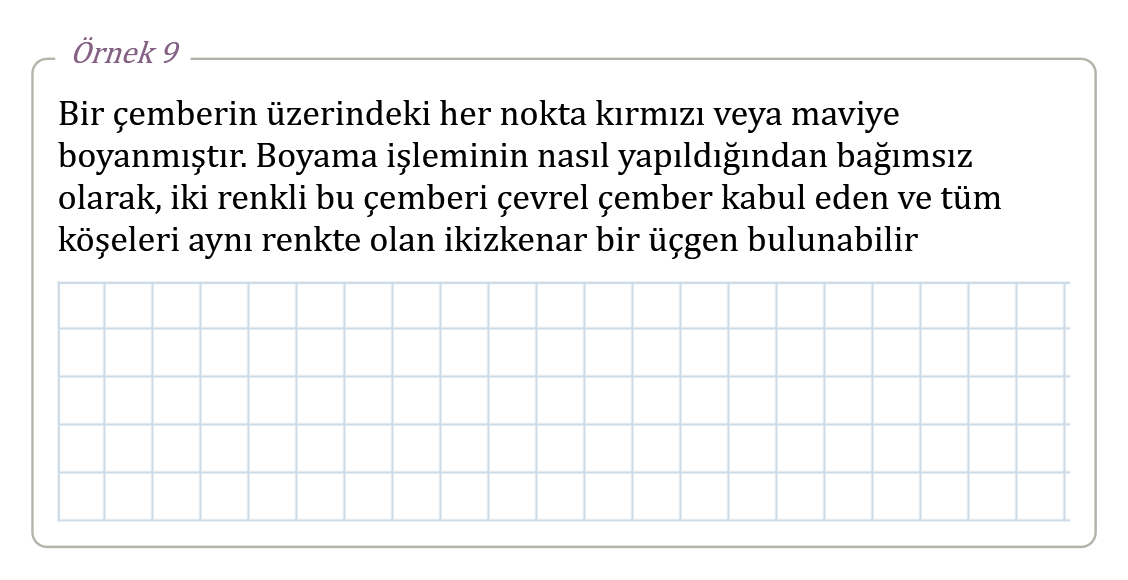 Örnek 9
Bir çemberin üzerindeki her nokta kırmızı veya maviye
boyanmıştır. Boyama işleminin nasıl yapıldığından bağımsız
olarak, iki renkli bu çemberi çevrel çember kabul eden ve tüm
köşeleri aynı renkte olan ikizkenar bir üçgen bulunabilir